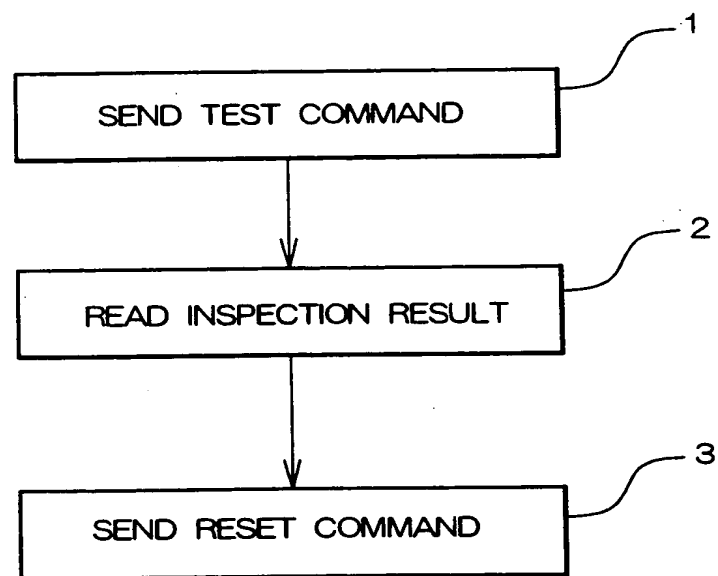 1
SEND TEST COMMAND
2
READ INSPECTION RESULT
3
SEND RESET COMMAND